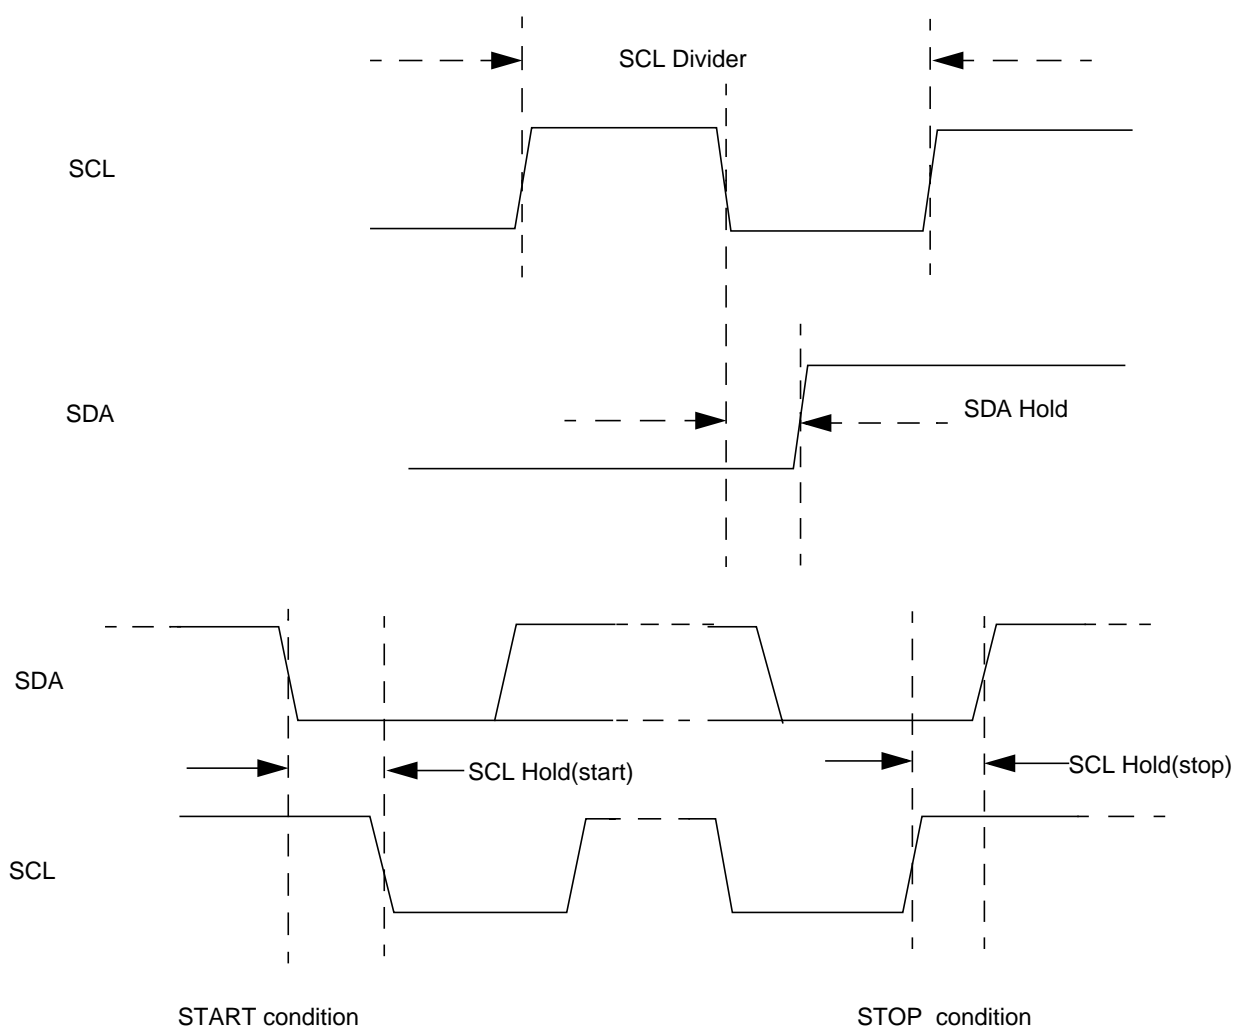 SCL Divider
SCL
SDA
SDA Hold
SDA
SCL Hold(start)
SCL Hold(stop)
SCL
START condition
STOP condition